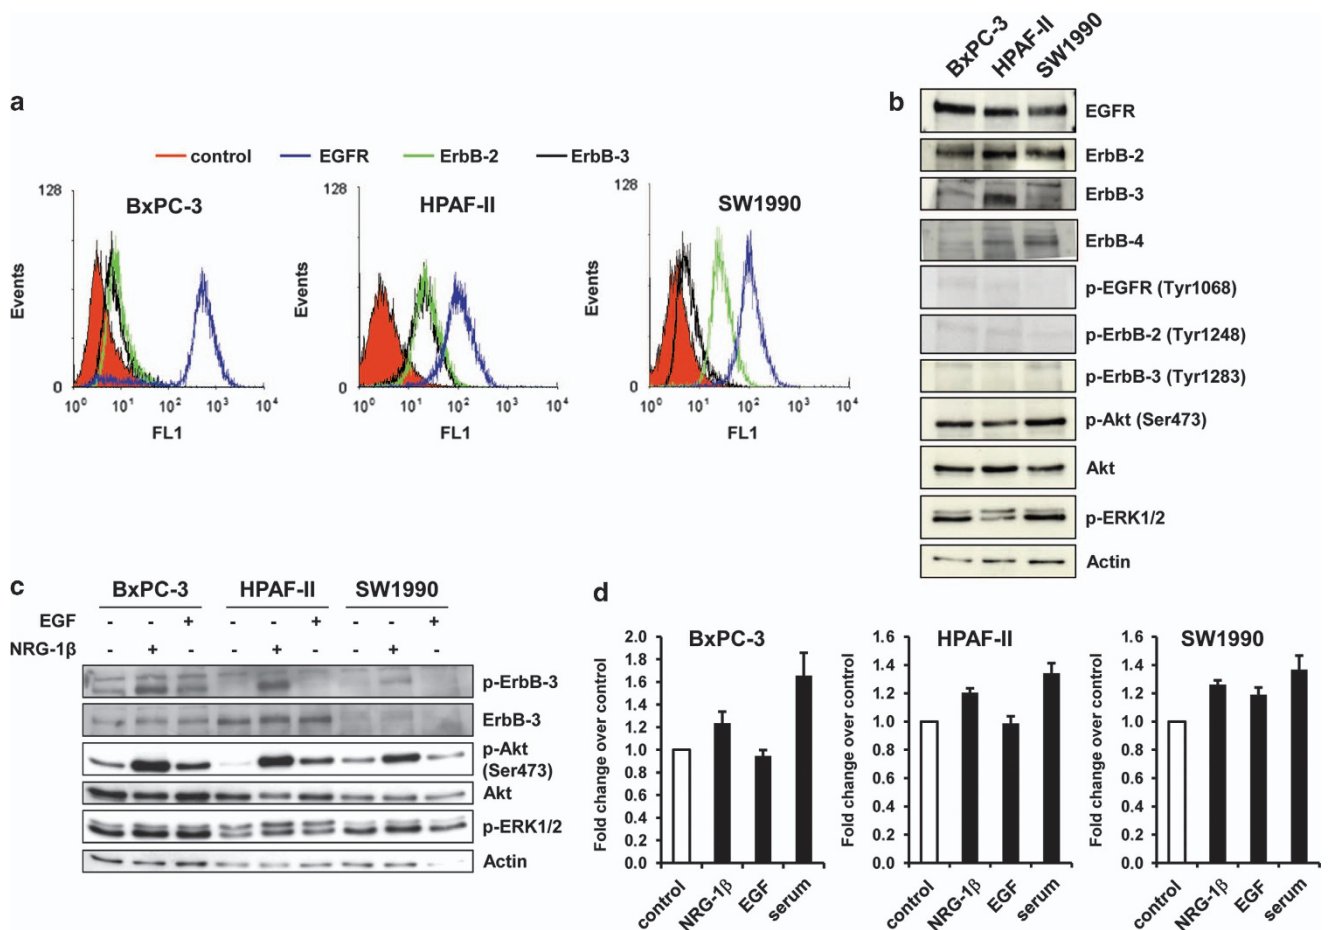 a
control EGFR ErbB-2 ErbB-3
128 BxPC-3
Events
0
10⁰ 10¹ 10² 10³ 10⁴
FL1
128 HPAF-II
Events
0
10⁰ 10¹ 10² 10³ 10⁴
FL1
128 SW1990
Events
0
10⁰ 10¹ 10² 10³ 10⁴
FL1
b
BxPC-3 HPAF-II SW1990
EGFR
ErbB-2
ErbB-3
ErbB-4
p-EGFR (Tyr1068)
p-ErbB-2 (Tyr1248)
p-ErbB-3 (Tyr1283)
p-Akt (Ser473)
Akt
p-ERK1/2
Actin
c
BxPC-3 HPAF-II SW1990
EGF - - + - - + - - +
NRG-1β - + - - + - - + -
p-ErbB-3
ErbB-3
p-Akt
(Ser473)
Akt
p-ERK1/2
Actin
d
BxPC-3
Fold change over control
2.0
1.8
1.6
1.4
1.2
1.0
0.8
0.6
0.4
0.2
0.0
control NRG-1β EGF serum
HPAF-II
Fold change over control
1.6
1.4
1.2
1.0
0.8
0.6
0.4
0.2
0
control NRG-1β EGF serum
SW1990
Fold change over control
1.6
1.4
1.2
1.0
0.8
0.6
0.4
0.2
0
control NRG-1β EGF serum